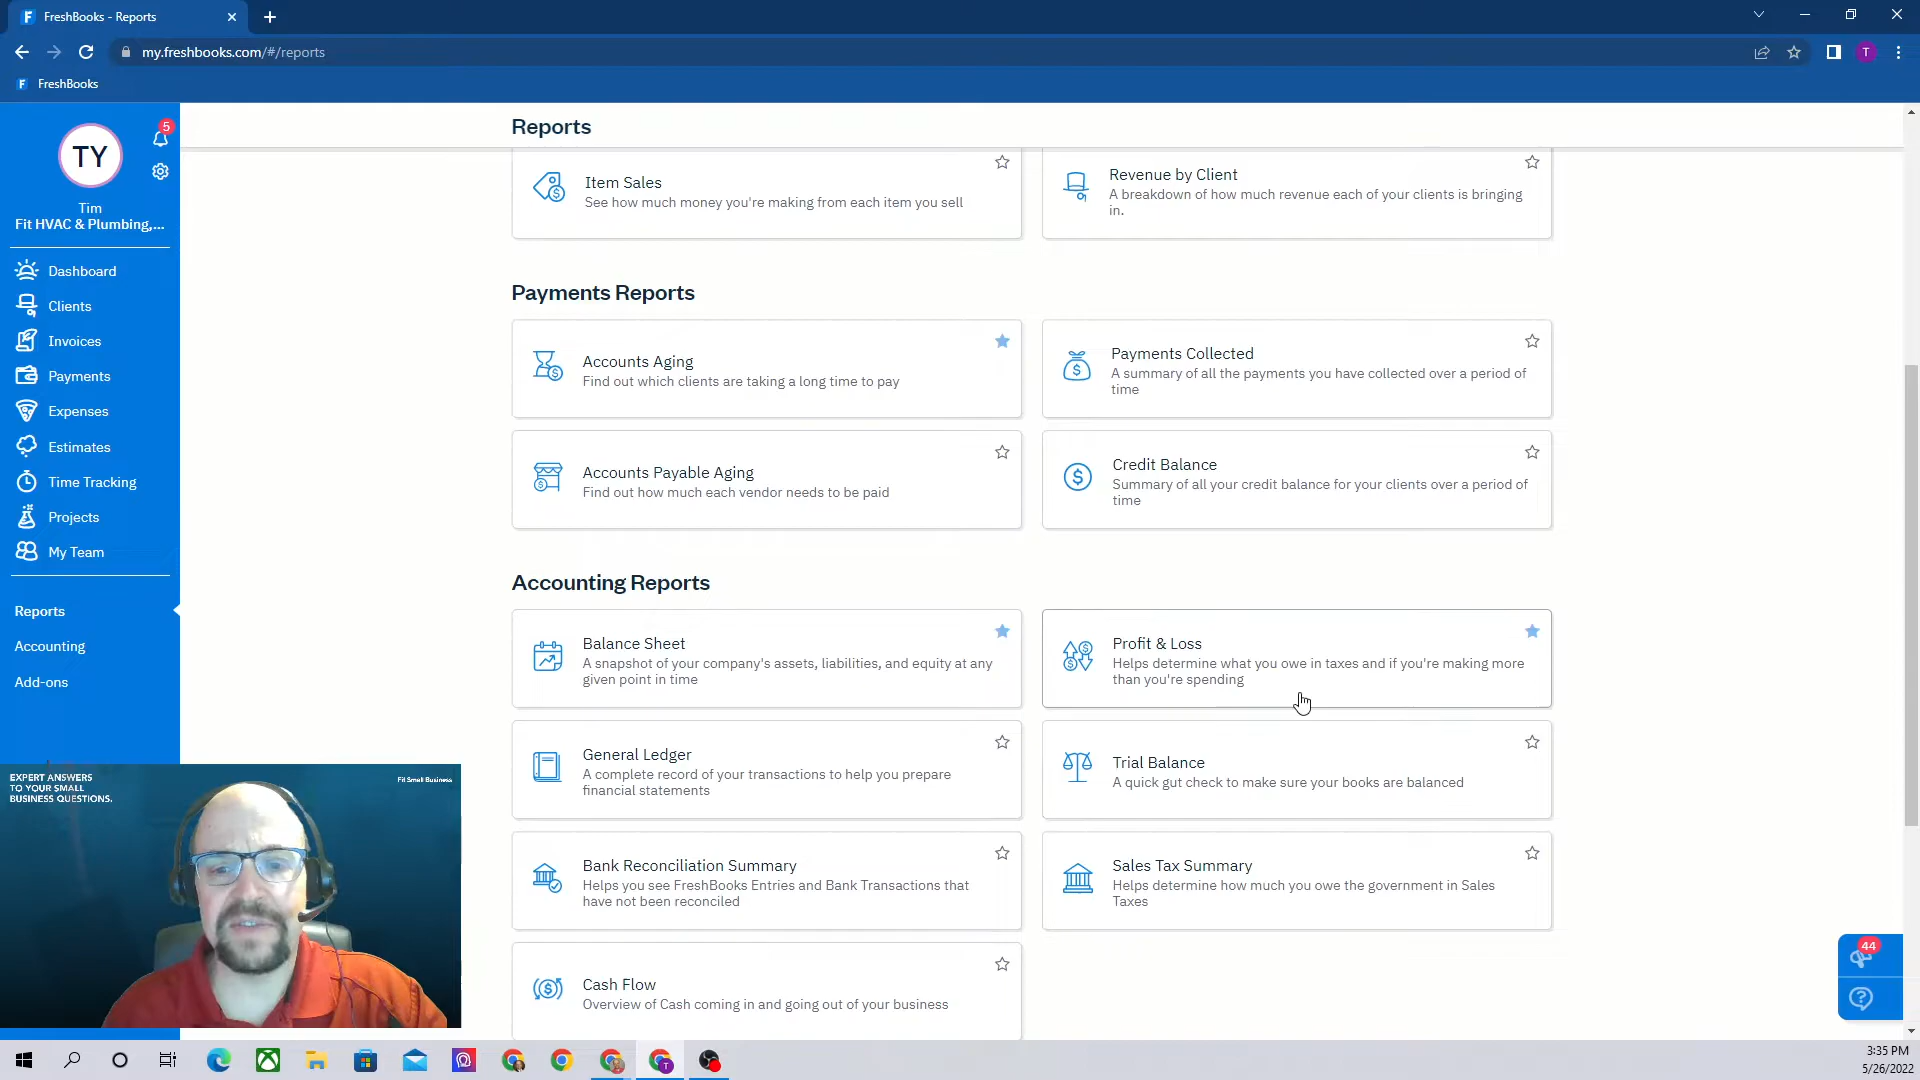 FreshBooks - Reports
my.freshbooks.com/#/reports
T
FreshBooks
TY
5
Tim
Fit HVAC & Plumbing,...
Dashboard
Clients
Invoices
Payments
Expenses
Estimates
Time Tracking
Projects
My Team
Reports
Accounting
Add-ons
Reports
Item Sales
See how much money you're making from each item you sell
Revenue by Client
A breakdown of how much revenue each of your clients is bringing
in.
Payments Reports
Accounts Aging
Find out which clients are taking a long time to pay
Payments Collected
A summary of all the payments you have collected over a period of
time
Accounts Payable Aging
Find out how much each vendor needs to be paid
Credit Balance
Summary of all your credit balance for your clients over a period of
time
Accounting Reports
Balance Sheet
A snapshot of your company's assets, liabilities, and equity at any
given point in time
Profit & Loss
Helps determine what you owe in taxes and if you're making more
than you're spending
General Ledger
A complete record of your transactions to help you prepare
financial statements
Trial Balance
A quick gut check to make sure your books are balanced
Bank Reconciliation Summary
Helps you see FreshBooks Entries and Bank Transactions that
have not been reconciled
Sales Tax Summary
Helps determine how much you owe the government in Sales
Taxes
Cash Flow
Overview of Cash coming in and going out of your business
EXPERT ANSWERS
TO YOUR SMALL
BUSINESS QUESTIONS.
Fit Small Business
44
3:35 PM
5/26/2022